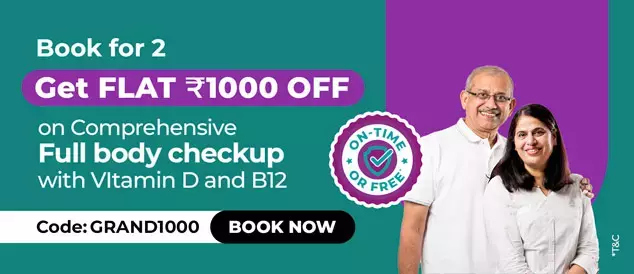 Book for 2
Get FLAT ₹1000 OFF
on Comprehensive
Full body checkup
with VItamin D and B12
ON-TIME
OR FREE*
Code: GRAND1000
BOOK NOW
*T&C